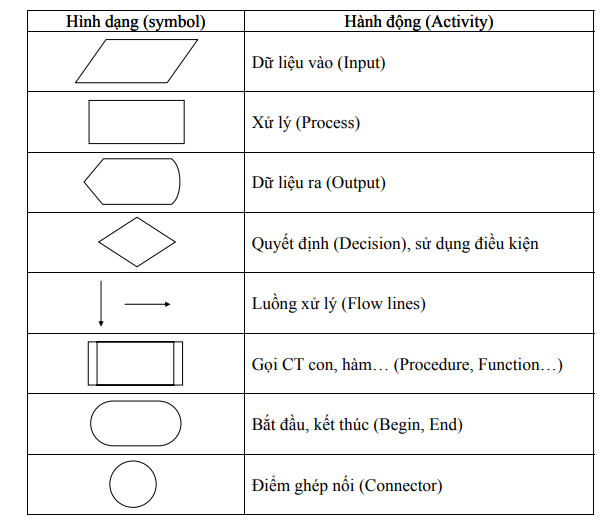 Hình dạng (symbol)
Hành động (Activity)
Dữ liệu vào (Input)
Xử lý (Process)
Dữ liệu ra (Output)
Quyết định (Decision), sử dụng điều kiện
Luồng xử lý (Flow lines)
Gọi CT con, hàm… (Procedure, Function…)
Bắt đầu, kết thúc (Begin, End)
Điểm ghép nối (Connector)